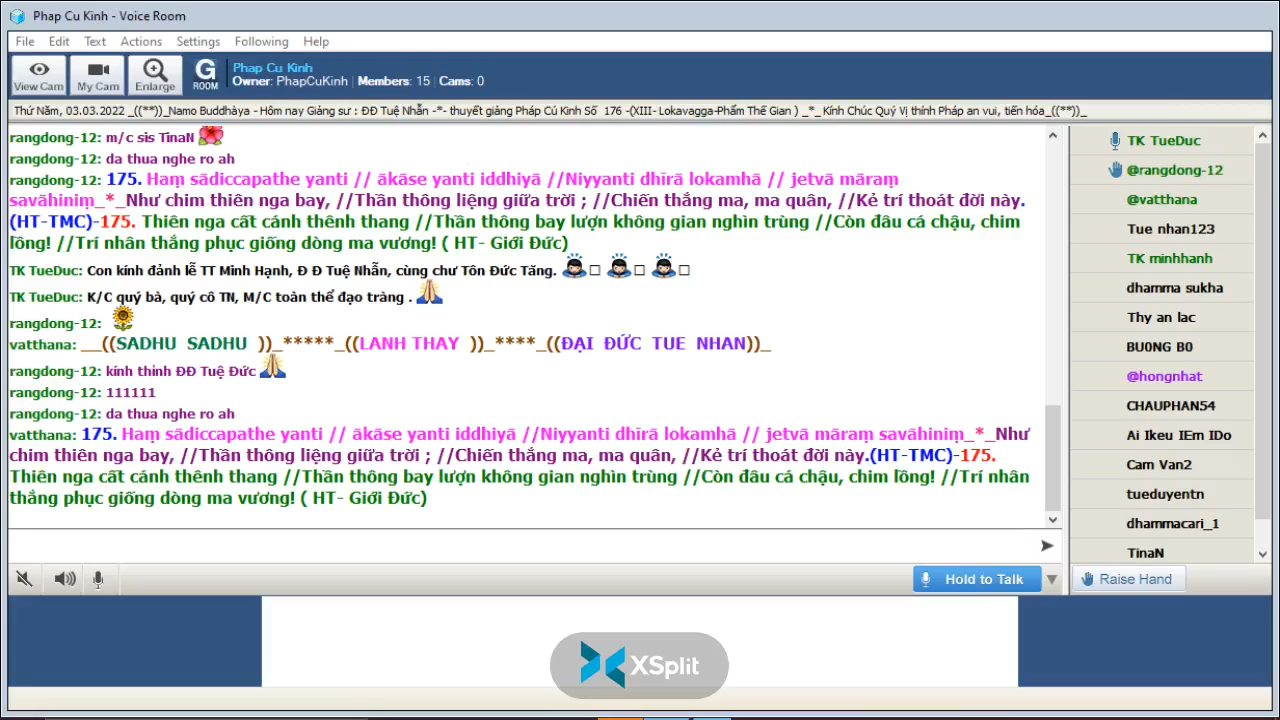 Phap Cu Kinh - Voice Room
File Edit Text Actions Settings Following Help
View Cam My Cam Enlarge G ROOM
Phap Cu Kinh
Owner: PhapCuKinh | Members: 15 | Cams: 0
Thứ Năm, 03.03.2022 _((**))_Namo Buddhàya - Hôm nay Giảng sư : ĐĐ Tuệ Nhẫn -*- thuyết giảng Pháp Cú Kinh Số 176 -(XIII- Lokavagga-Phẩm Thế Gian ) _*_ Kính Chúc Quý Vị thính Pháp an vui, tiến hóa_((**))_
rangdong-12: m/c sis TinaN
rangdong-12: da thua nghe ro ah
rangdong-12: 175. Haṃ sādiccapathe yanti // ākāse yanti iddhiyā //Niyyanti dhīrā lokamhā // jetvā māraṃ
savāhiniṃ_*_Như chim thiên nga bay, //Thần thông liệng giữa trời ; //Chiến thắng ma, ma quân, //Kẻ trí thoát đời này.
(HT-TMC)-175. Thiên nga cất cánh thênh thang //Thần thông bay lượn không gian nghìn trùng //Còn đâu cá chậu, chim
lồng! //Trí nhân thắng phục giống dòng ma vương! ( HT- Giới Đức)
TK TueDuc: Con kính đảnh lễ TT Minh Hạnh, Đ Đ Tuệ Nhẫn, cùng chư Tôn Đức Tăng.
TK TueDuc: K/C quý bà, quý cô TN, M/C toàn thể đạo tràng .
rangdong-12:
vatthana: __((SADHU SADHU ))_*****_((LANH THAY ))_****_((ĐẠI ĐỨC TUE NHAN))_
rangdong-12: kính thinh ĐĐ Tuệ Đức
rangdong-12: 111111
rangdong-12: da thua nghe ro ah
vatthana: 175. Haṃ sādiccapathe yanti // ākāse yanti iddhiyā //Niyyanti dhīrā lokamhā // jetvā māraṃ savāhiniṃ_*_Như
chim thiên nga bay, //Thần thông liệng giữa trời ; //Chiến thắng ma, ma quân, //Kẻ trí thoát đời này.(HT-TMC)-175.
Thiên nga cất cánh thênh thang //Thần thông bay lượn không gian nghìn trùng //Còn đâu cá chậu, chim lồng! //Trí nhân
thắng phục giống dòng ma vương! ( HT- Giới Đức)
TK TueDuc
@rangdong-12
@vatthana
Tue nhan123
TK minhhanh
dhamma sukha
Thy an lac
BU0NG B0
@hongnhat
CHAUPHAN54
Ai Ikeu IEm IDo
Cam Van2
tueduyentn
dhammacari_1
TinaN
Hold to Talk
Raise Hand
XSplit